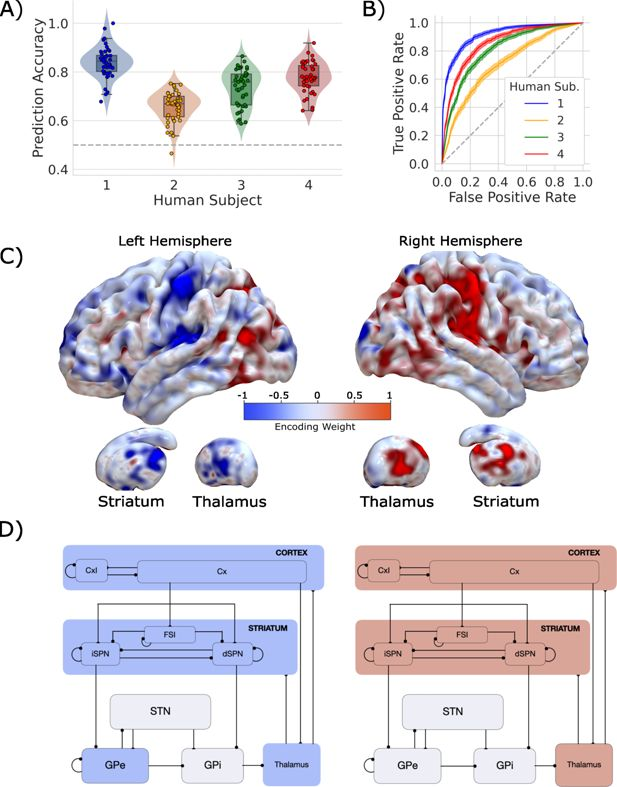 A)
Prediction Accuracy
1.0
0.8
0.6
0.4
1 2 3 4
Human Subject
B)
True Positive Rate
1.0
0.8
0.6
0.4
0.2
0.0
Human Sub.
1
2
3
4
0.0 0.2 0.4 0.6 0.8 1.0
False Positive Rate
C)
Left Hemisphere
Right Hemisphere
-1 -0.5 0 0.5 1
Encoding Weight
Striatum
Thalamus
Thalamus
Striatum
D)
CORTEX
CxI
Cx
STRIATUM
FSI
iSPN
dSPN
STN
GPe
GPi
Thalamus
CORTEX
CxI
Cx
STRIATUM
FSI
iSPN
dSPN
STN
GPe
GPi
Thalamus